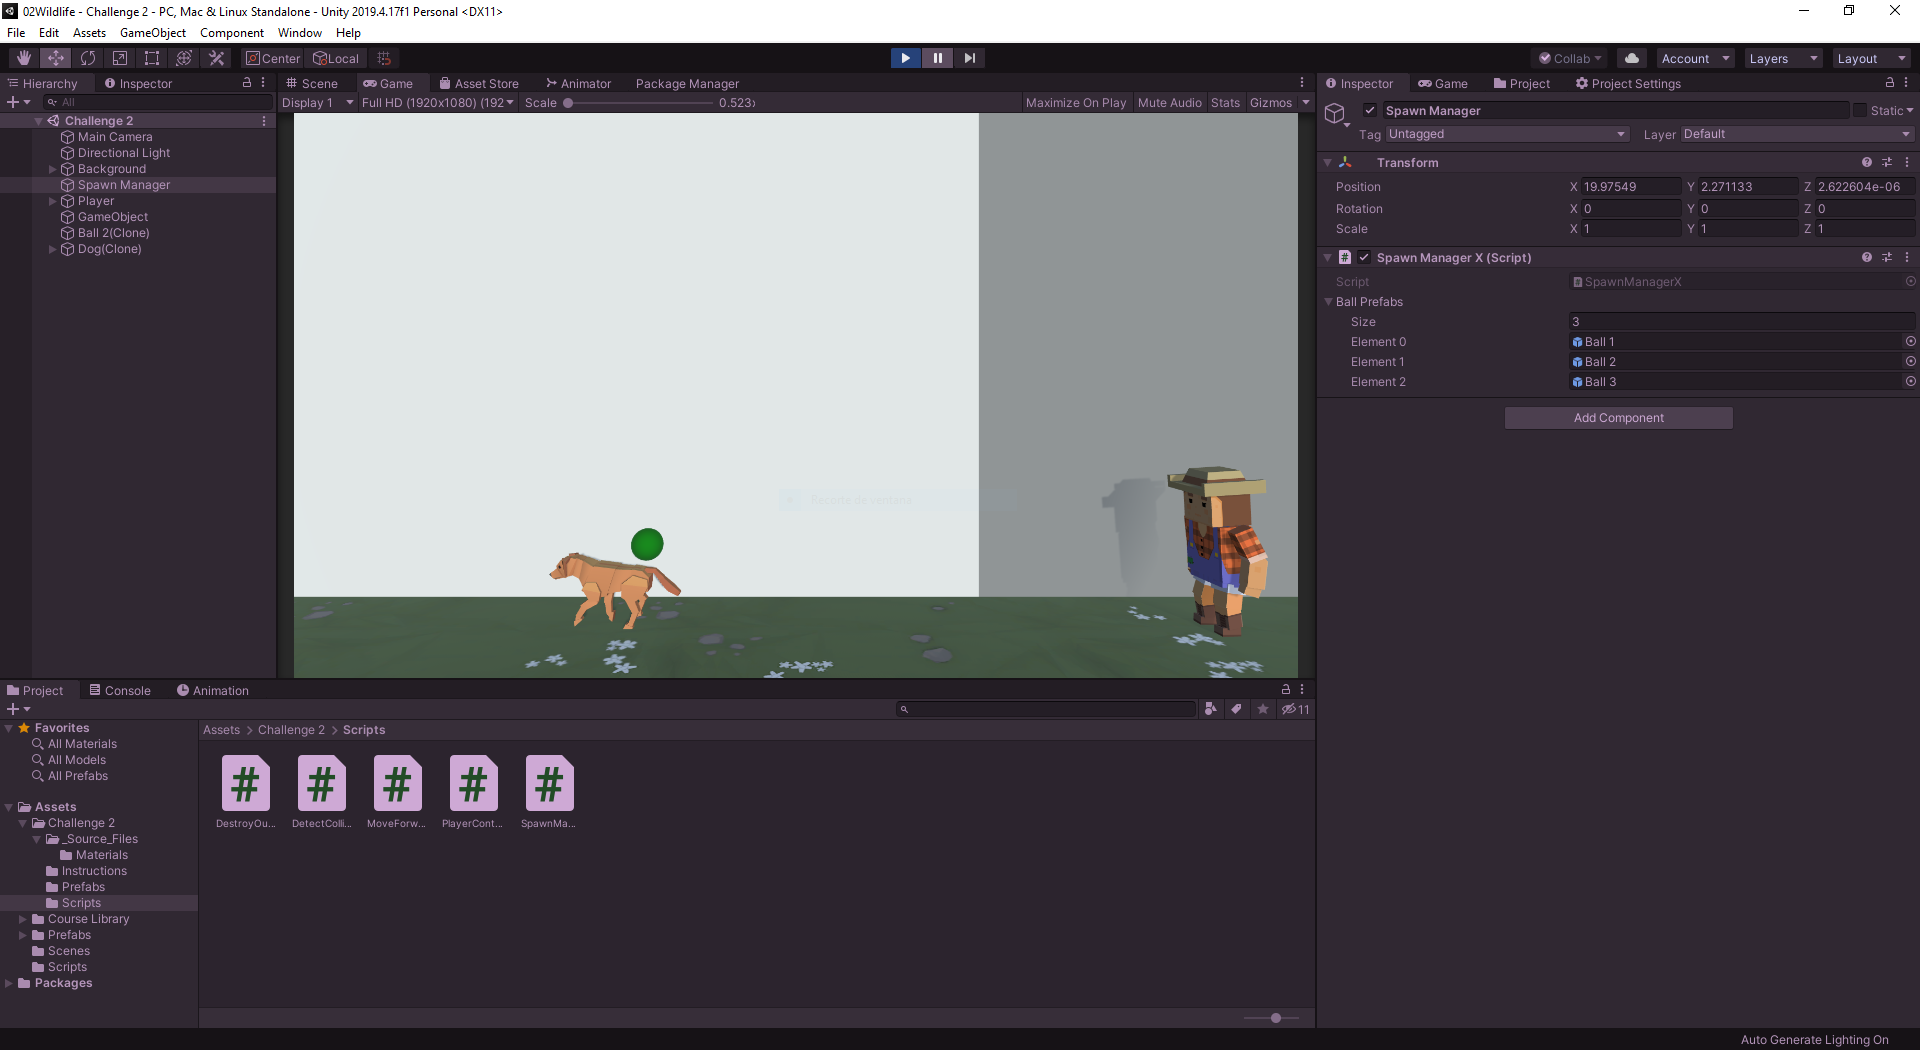 02Wildlife - Challenge 2 - PC, Mac & Linux Standalone - Unity 2019.4.17f1 Personal <DX11>
File Edit Assets GameObject Component Window Help
Center Local Collab Account Layers Layout
Hierarchy Inspector
All
Challenge 2
Main Camera
Directional Light
Background
Spawn Manager
Player
GameObject
Ball 2(Clone)
Dog(Clone)
Scene Game Asset Store Animator Package Manager
Display 1 Full HD (1920x1080) (192 Scale 0.523x Maximize On Play Mute Audio Stats Gizmos
Recorte de ventana
Inspector Game Project Project Settings
Spawn Manager Static
Tag Untagged Layer Default
Transform
Position X 19.97549 Y 2.271133 Z 2.622604e-06
Rotation X 0 Y 0 Z 0
Scale X 1 Y 1 Z 1
Spawn Manager X (Script)
Script SpawnManagerX
Ball Prefabs
Size 3
Element 0 Ball 1
Element 1 Ball 2
Element 2 Ball 3
Add Component
Project Console Animation
11
Favorites
All Materials
All Models
All Prefabs
Assets
Challenge 2
_Source_Files
Materials
Instructions
Prefabs
Scripts
Course Library
Prefabs
Scenes
Scripts
Packages
Assets > Challenge 2 > Scripts
DestroyOu... DetectColli... MoveForw... PlayerCont... SpawnMa...
Auto Generate Lighting On